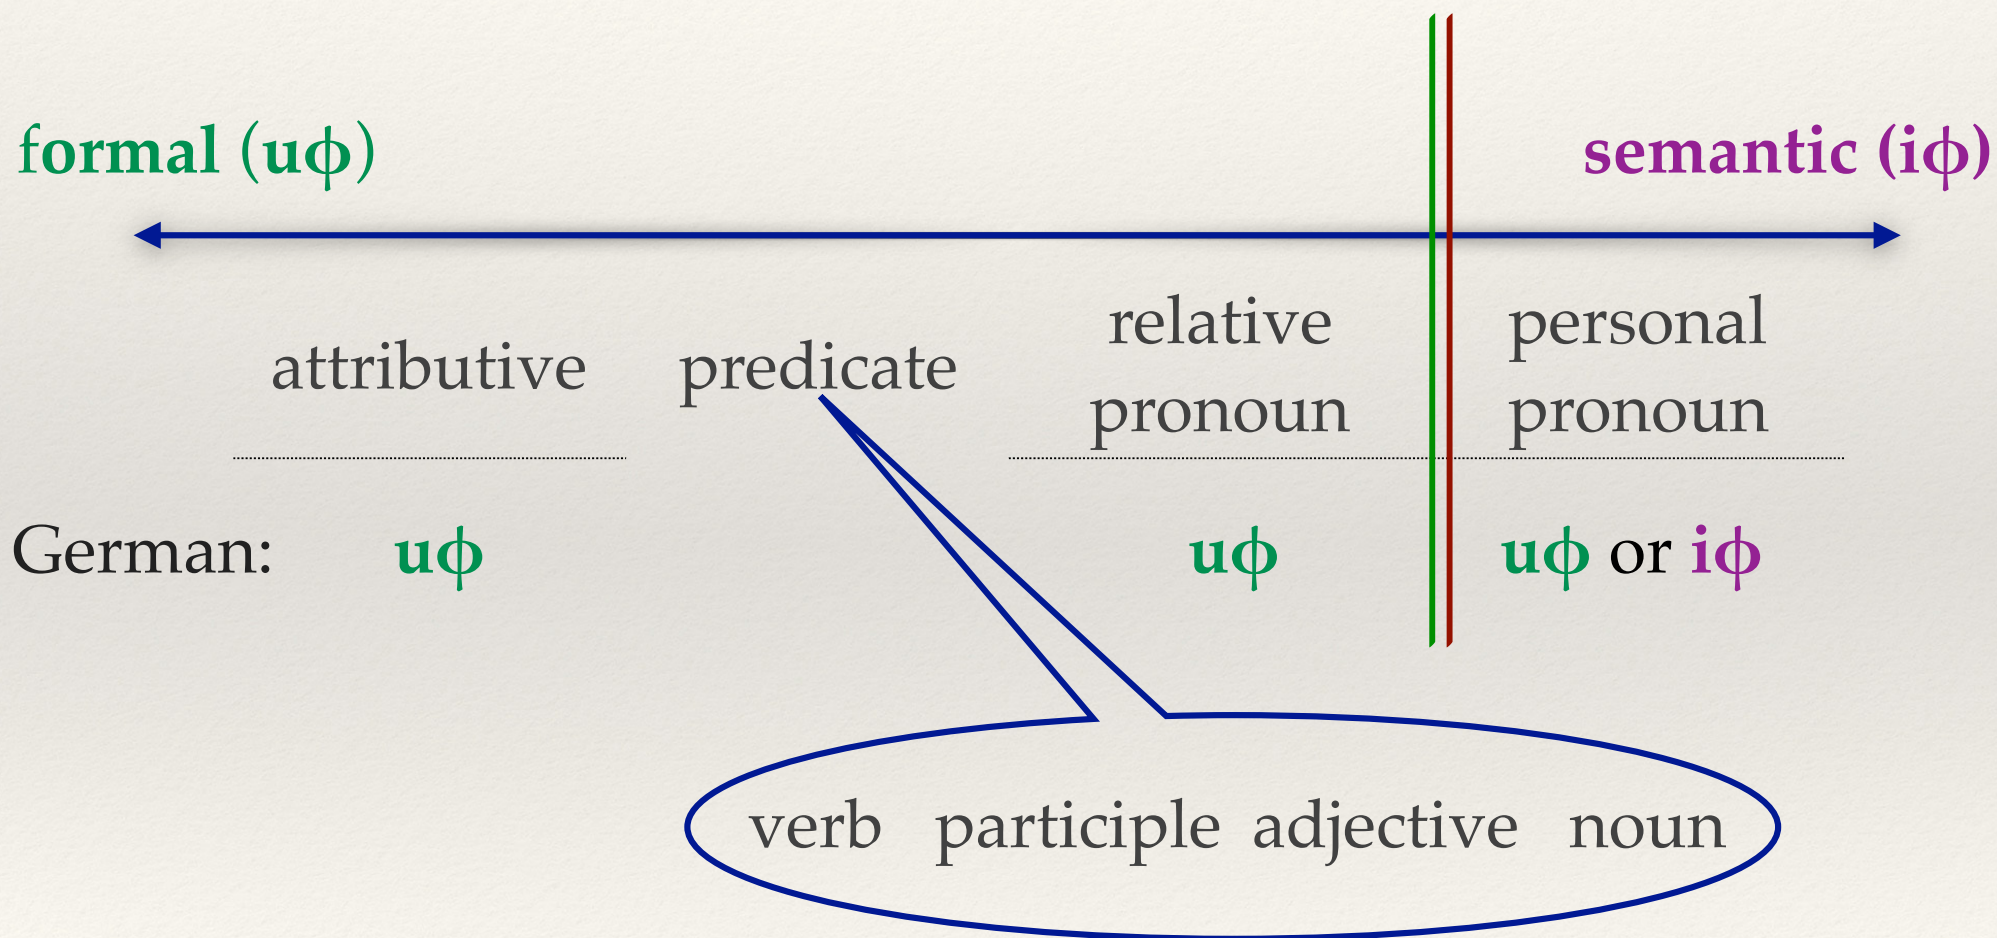 formal (uϕ) semantic (iϕ)
attributive predicate relative pronoun personal pronoun
German: uϕ uϕ uϕ or iϕ
verb participle adjective noun